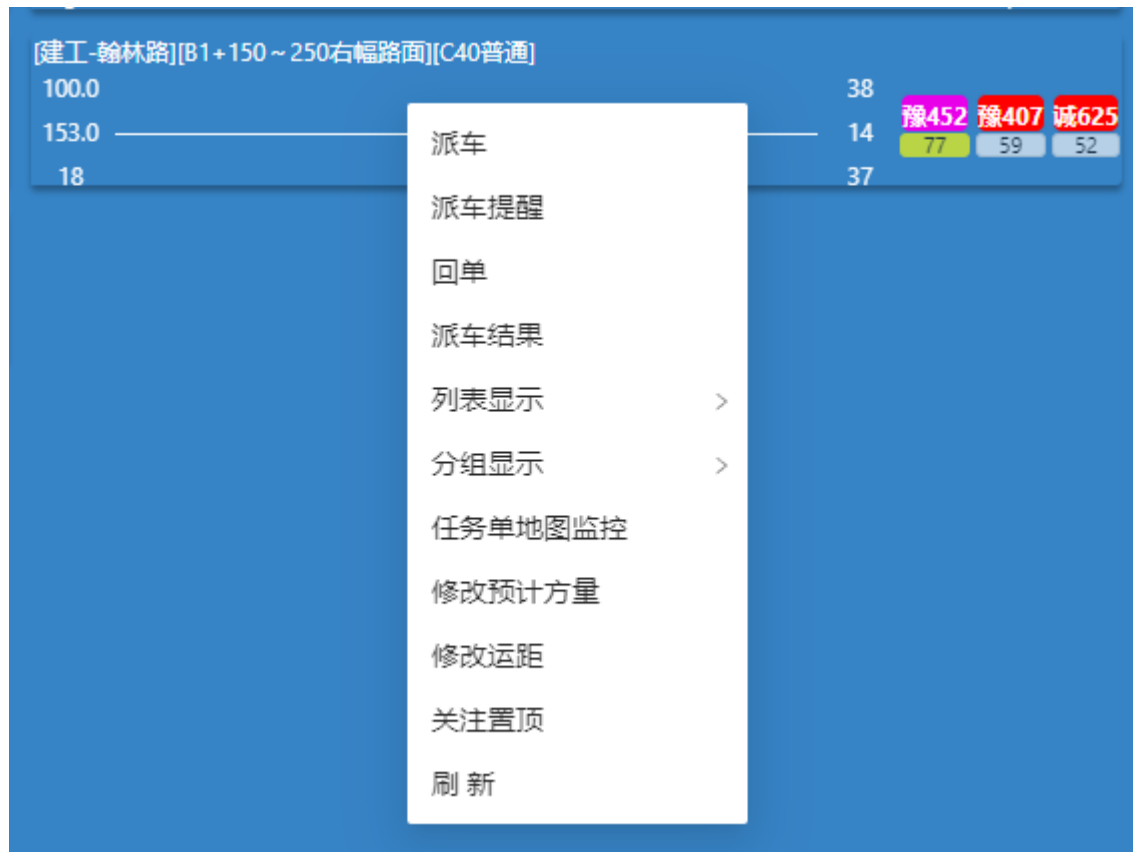 [建工-翰林路][B1+150～250右幅路面][C40普通]
100.0 38
豫452 豫407 诚625
153.0 14
77 59 52
18 37
派车
派车提醒
回单
派车结果
列表显示 >
分组显示 >
任务单地图监控
修改预计方量
修改运距
关注置顶
刷 新